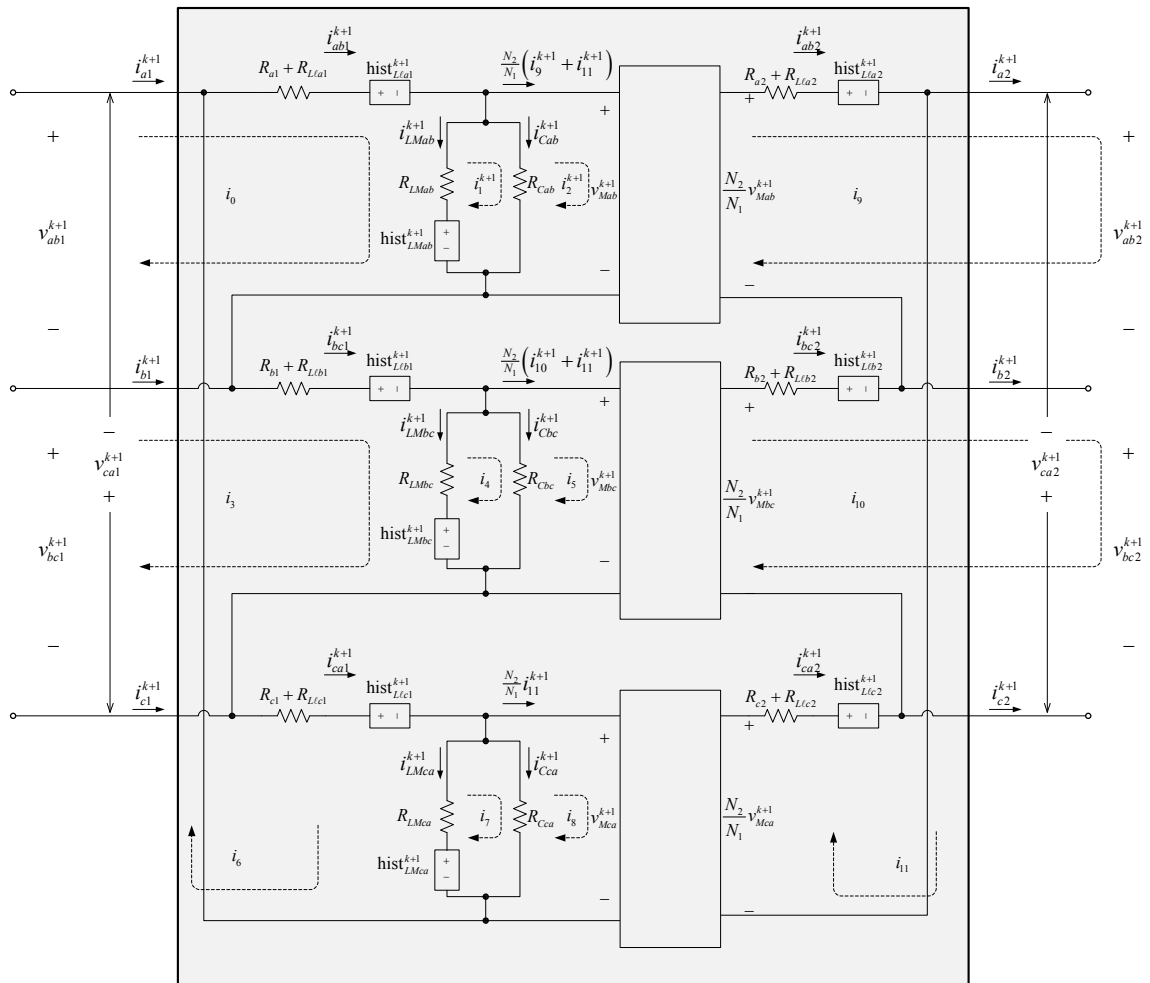 i_{a1}^{k+1}
i_{ab1}^{k+1}
R_{a1} + R_{Lℓa1}
hist_{Lℓa1}^{k+1}
+ −
\frac{N_2}{N_1}(i_9^{k+1} + i_{11}^{k+1})
i_{ab2}^{k+1}
R_{a2} + R_{Lℓa2}
hist_{Lℓa2}^{k+1}
+ −
i_{a2}^{k+1}
+
v_{ab1}^{k+1}
−
i_0
i_{LMab}^{k+1}
i_{Cab}^{k+1}
R_{LMab}
i_1^{k+1}
R_{Cab}
i_2^{k+1}
hist_{LMab}^{k+1}
+
−
+
v_{Mab}^{k+1}
−
+
\frac{N_2}{N_1} v_{Mab}^{k+1}
−
i_9
+
v_{ab2}^{k+1}
−
i_{b1}^{k+1}
i_{bc1}^{k+1}
R_{b1} + R_{Lℓb1}
hist_{Lℓb1}^{k+1}
+ −
\frac{N_2}{N_1}(i_{10}^{k+1} + i_{11}^{k+1})
i_{bc2}^{k+1}
R_{b2} + R_{Lℓb2}
hist_{Lℓb2}^{k+1}
+ −
i_{b2}^{k+1}
−
v_{ca1}^{k+1}
+
+
v_{bc1}^{k+1}
−
i_3
i_{LMbc}^{k+1}
i_{Cbc}^{k+1}
R_{LMbc}
i_4
R_{Cbc}
i_5
hist_{LMbc}^{k+1}
+
−
+
v_{Mbc}^{k+1}
−
+
\frac{N_2}{N_1} v_{Mbc}^{k+1}
−
i_{10}
−
v_{ca2}^{k+1}
+
+
v_{bc2}^{k+1}
−
i_{c1}^{k+1}
i_{ca1}^{k+1}
R_{c1} + R_{Lℓc1}
hist_{Lℓc1}^{k+1}
+ −
\frac{N_2}{N_1} i_{11}^{k+1}
i_{ca2}^{k+1}
R_{c2} + R_{Lℓc2}
hist_{Lℓc2}^{k+1}
+ −
i_{c2}^{k+1}
i_6
i_{LMca}^{k+1}
i_{Cca}^{k+1}
R_{LMca}
i_7
R_{Cca}
i_8
hist_{LMca}^{k+1}
+
−
+
v_{Mca}^{k+1}
−
+
\frac{N_2}{N_1} v_{Mca}^{k+1}
−
i_{11}